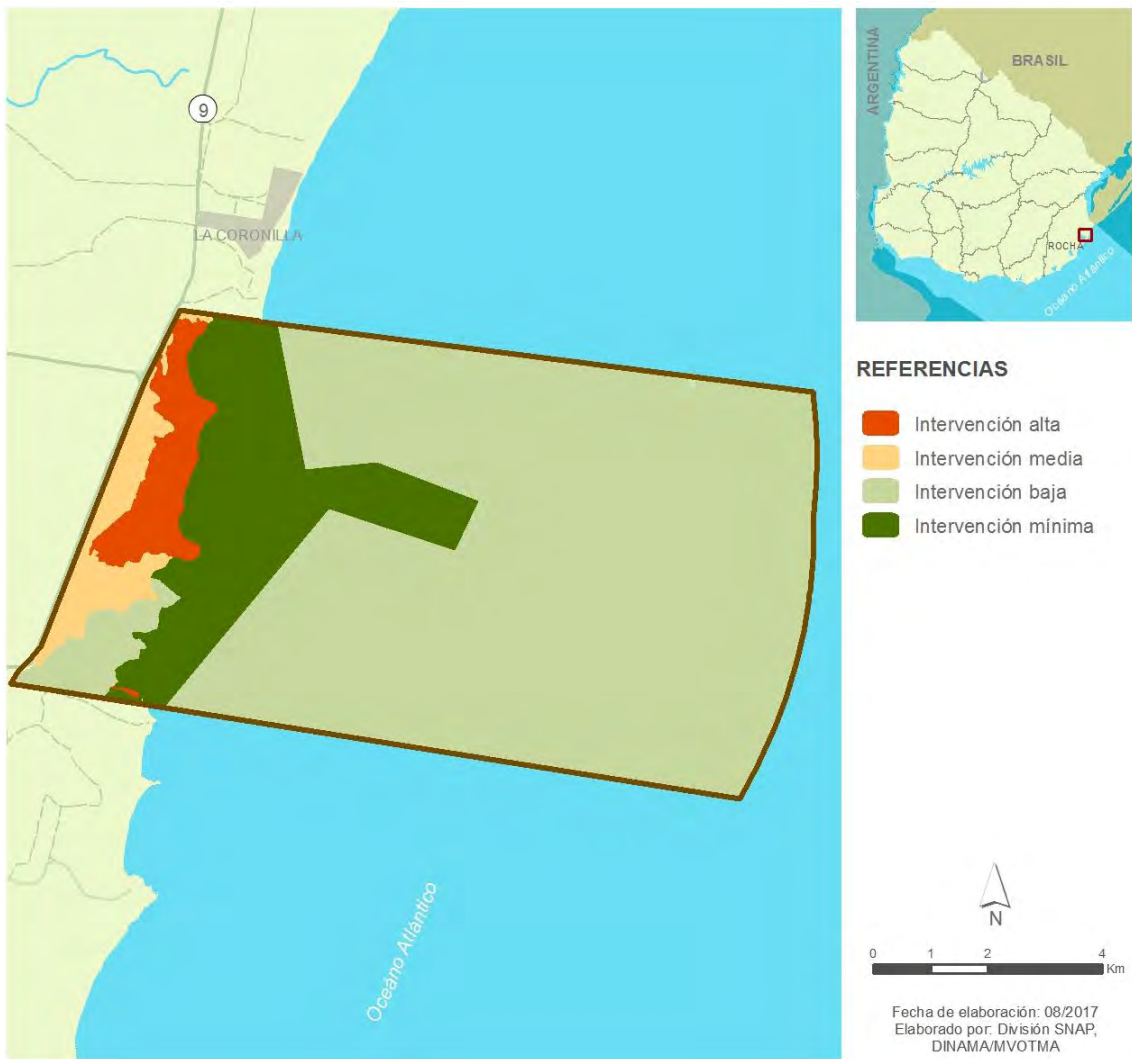 9
LA CORONILLA
Océano Atlántico
ARGENTINA
BRASIL
ROCHA
Océano Atlántico
REFERENCIAS
Intervención alta
Intervención media
Intervención baja
Intervención mínima
N
0 1 2 4
Km
Fecha de elaboración: 08/2017
Elaborado por: División SNAP,
DINAMA/MVOTMA